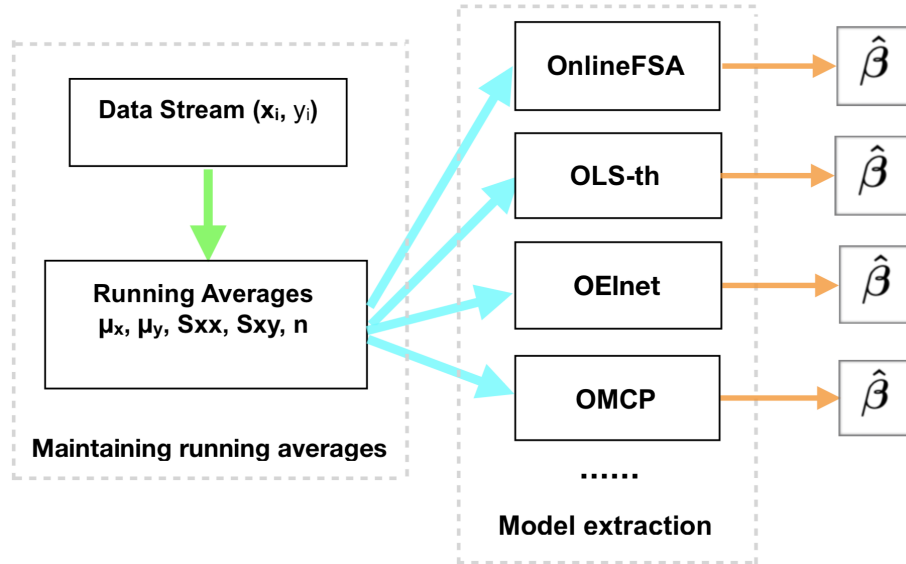 Data Stream (xᵢ, yᵢ)
Running Averages
μₓ, μᵧ, Sxx, Sxy, n
Maintaining running averages
OnlineFSA
OLS-th
OElnet
OMCP
......
Model extraction
β̂
β̂
β̂
β̂